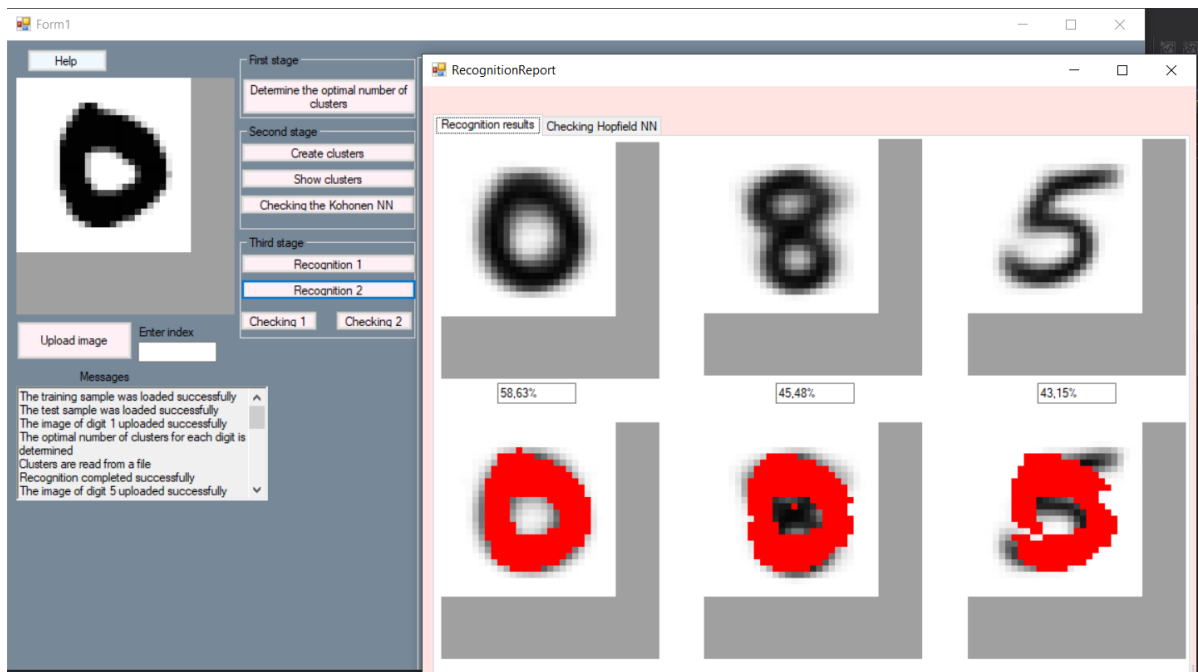 Form1
Help
First stage
Determine the optimal number of
clusters
Second stage
Create clusters
Show clusters
Checking the Kohonen NN
Third stage
Recognition 1
Recognition 2
Checking 1 Checking 2
Upload image
Enter index
Messages
The training sample was loaded successfully
The test sample was loaded successfully
The image of digit 1 uploaded successfully
The optimal number of clusters for each digit is
determined
Clusters are read from a file
Recognition completed successfully
The image of digit 5 uploaded successfully
RecognitionReport
Recognition results Checking Hopfield NN
0 8 5
58,63% 45,48% 43,15%